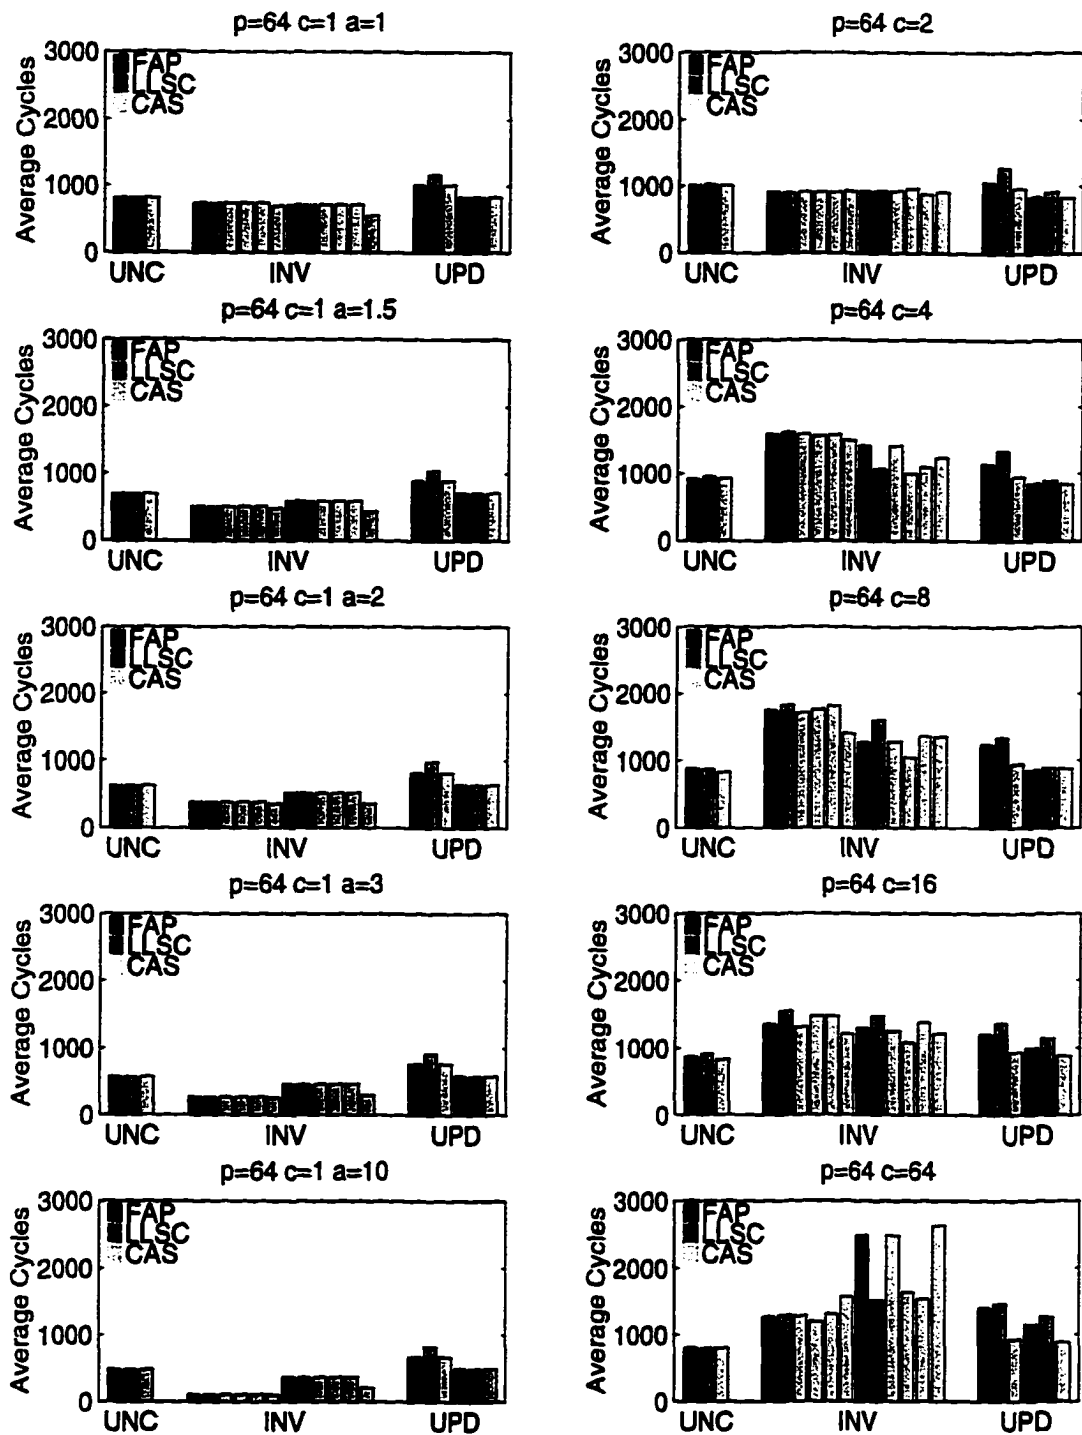 p=64 c=1 a=1
Average Cycles
3000
2000
1000
0
FAP
LLSC
CAS
UNC
INV
UPD
p=64 c=2
Average Cycles
3000
2000
1000
0
FAP
LLSC
CAS
UNC
INV
UPD
p=64 c=1 a=1.5
Average Cycles
3000
2000
1000
0
FAP
LLSC
CAS
UNC
INV
UPD
p=64 c=4
Average Cycles
3000
2000
1000
0
FAP
LLSC
CAS
UNC
INV
UPD
p=64 c=1 a=2
Average Cycles
3000
2000
1000
0
FAP
LLSC
CAS
UNC
INV
UPD
p=64 c=8
Average Cycles
3000
2000
1000
0
FAP
LLSC
CAS
UNC
INV
UPD
p=64 c=1 a=3
Average Cycles
3000
2000
1000
0
FAP
LLSC
CAS
UNC
INV
UPD
p=64 c=16
Average Cycles
3000
2000
1000
0
FAP
LLSC
CAS
UNC
INV
UPD
p=64 c=1 a=10
Average Cycles
3000
2000
1000
0
FAP
LLSC
CAS
UNC
INV
UPD
p=64 c=64
Average Cycles
3000
2000
1000
0
FAP
LLSC
CAS
UNC
INV
UPD